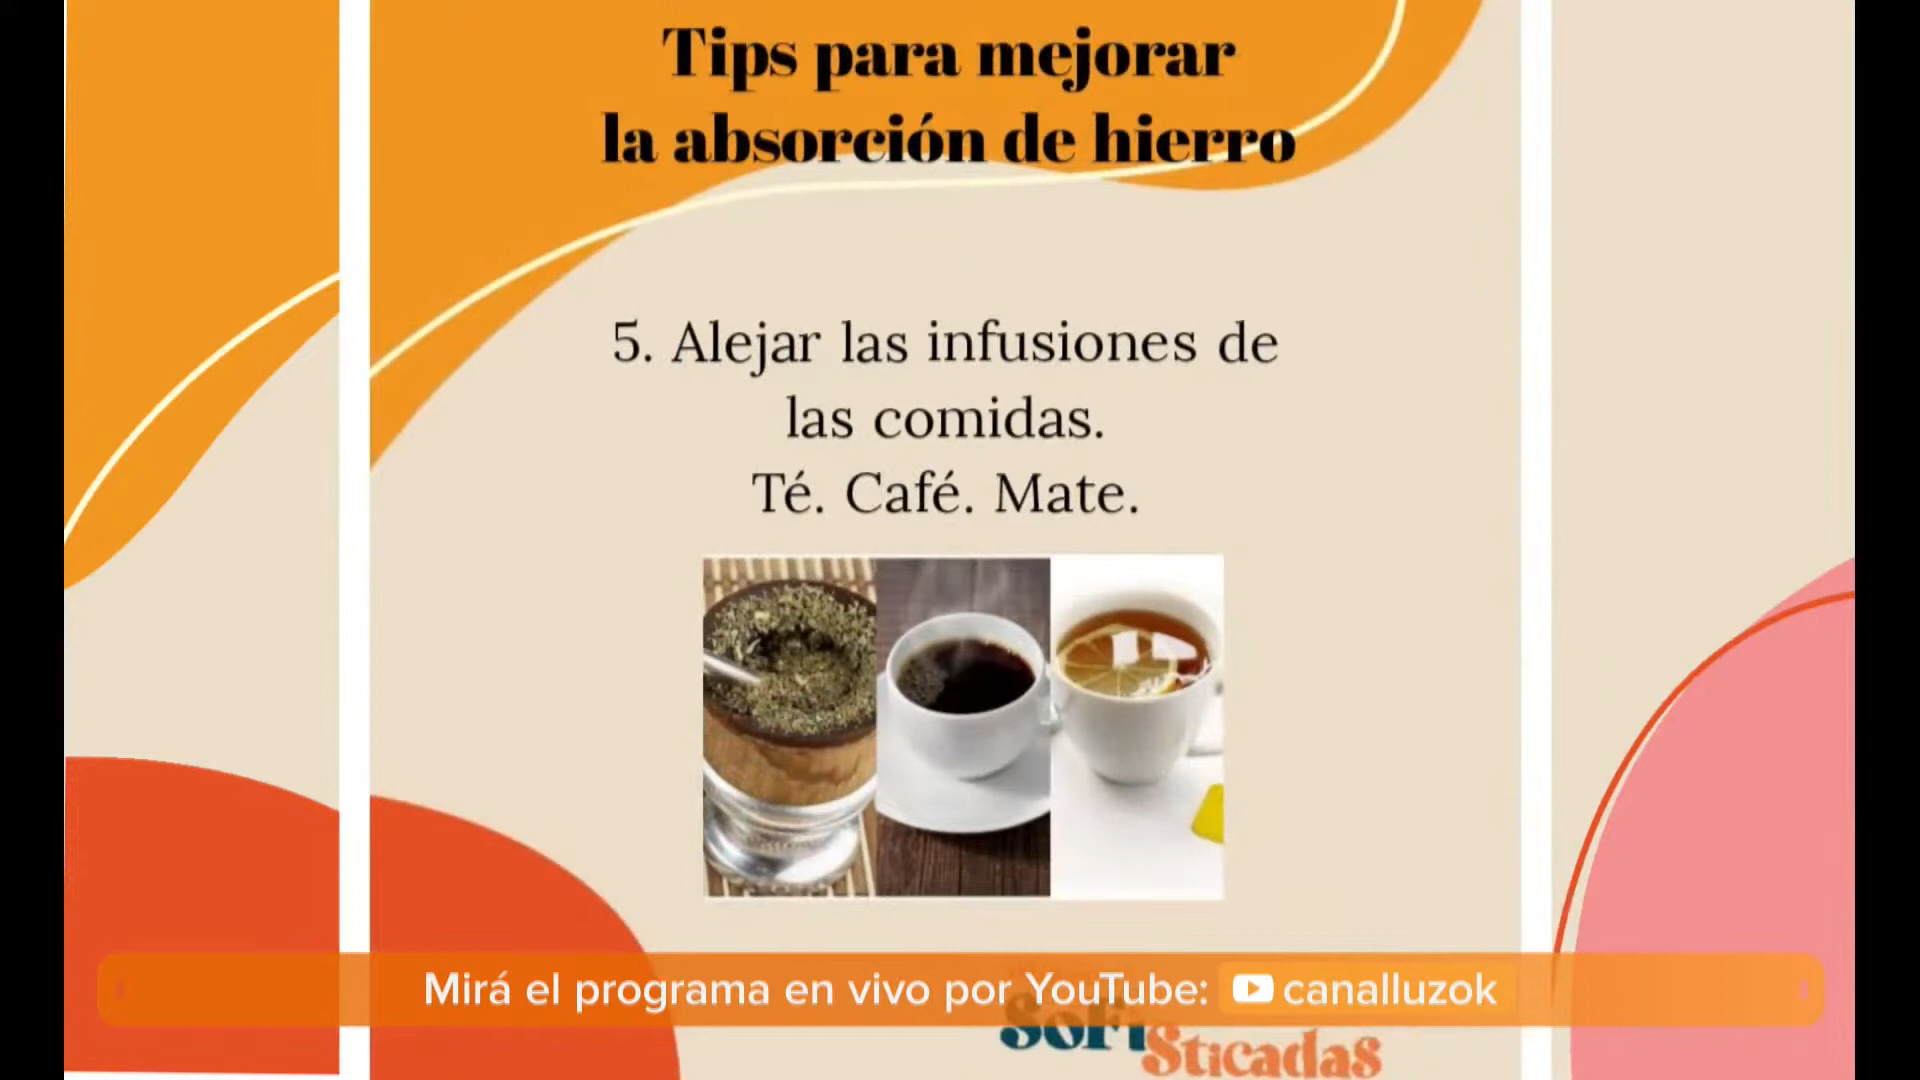 Tips para mejorar
la absorción de hierro
5. Alejar las infusiones de
las comidas.
Té. Café. Mate.
Mirá el programa en vivo por YouTube: canalluzok
SoFi
SticadaS